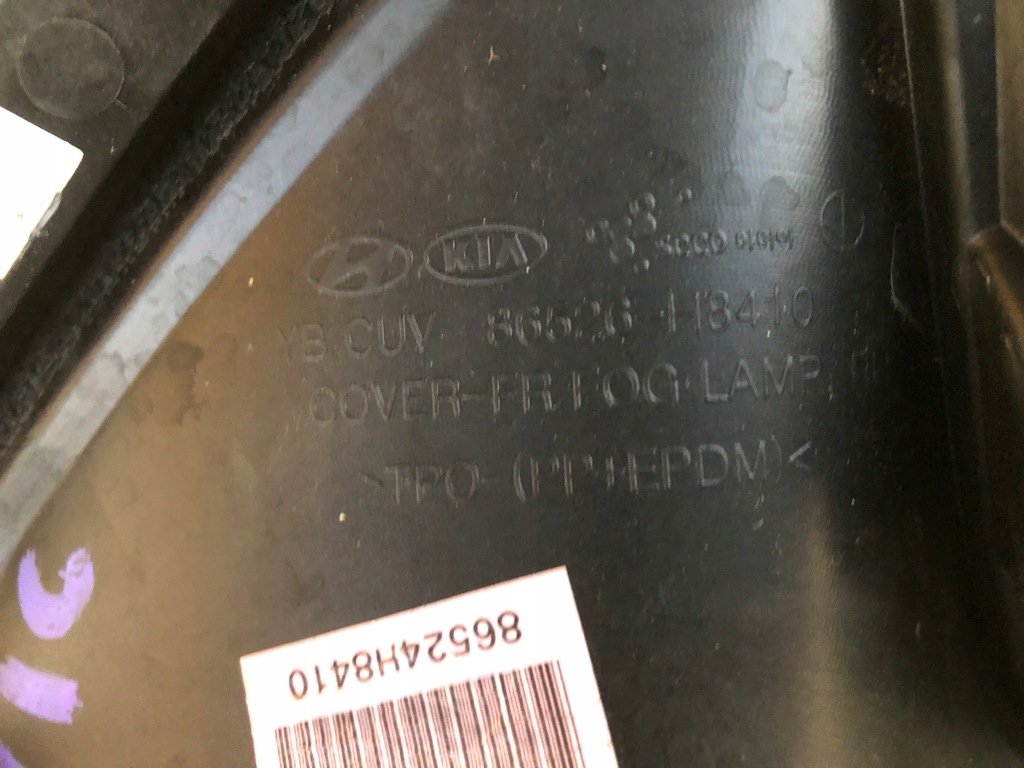 KIA
YB CUV 86526-H8410
COVER-FR FOG LAMP,
>TPO-(PP+EPDM)<
86524H8410